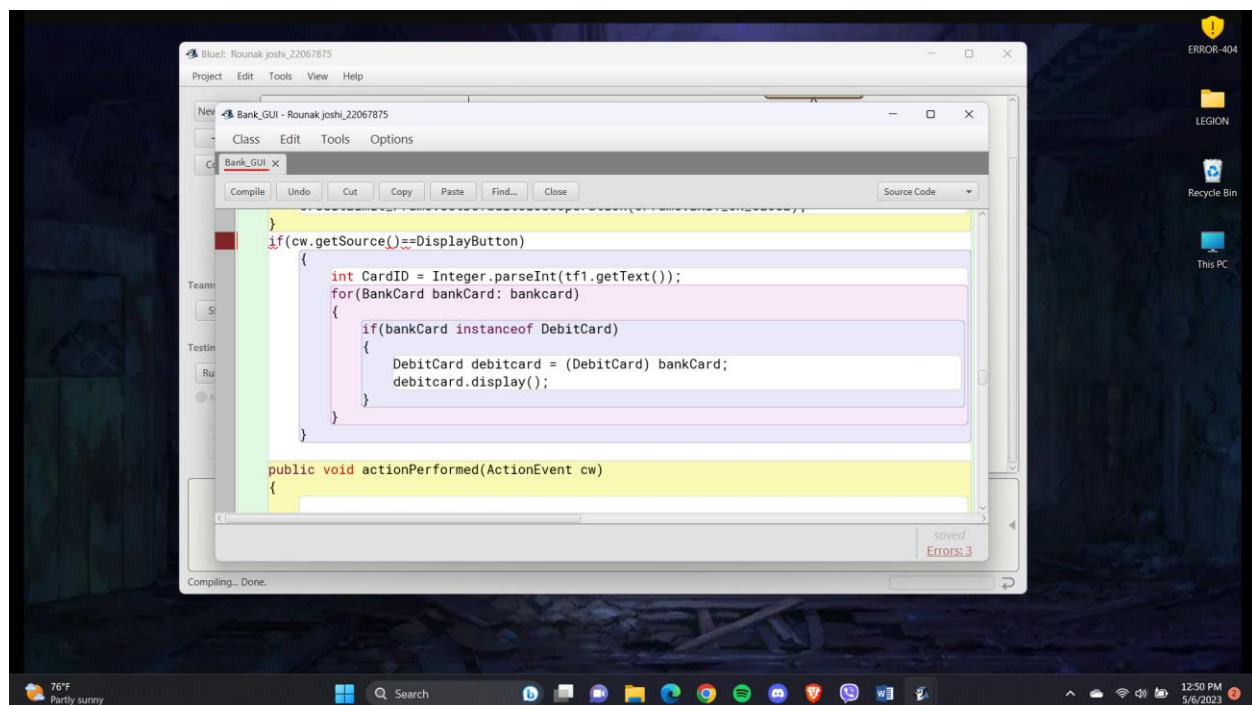 ERROR-404
LEGION
Recycle Bin
This PC
BlueJ: Rounak joshi_22067875
Project Edit Tools View Help
Bank_GUI - Rounak joshi_22067875
Class Edit Tools Options
Bank_GUI ×
Compile Undo Cut Copy Paste Find... Close Source Code
}
if(cw.getSource()==DisplayButton)
{
int CardID = Integer.parseInt(tf1.getText());
for(BankCard bankCard: bankcard)
{
if(bankCard instanceof DebitCard)
{
DebitCard debitcard = (DebitCard) bankCard;
debitcard.display();
}
}
}
public void actionPerformed(ActionEvent cw)
{
saved
Errors: 3
Compiling... Done.
76°F
Partly sunny
Search
12:50 PM
5/6/2023
2